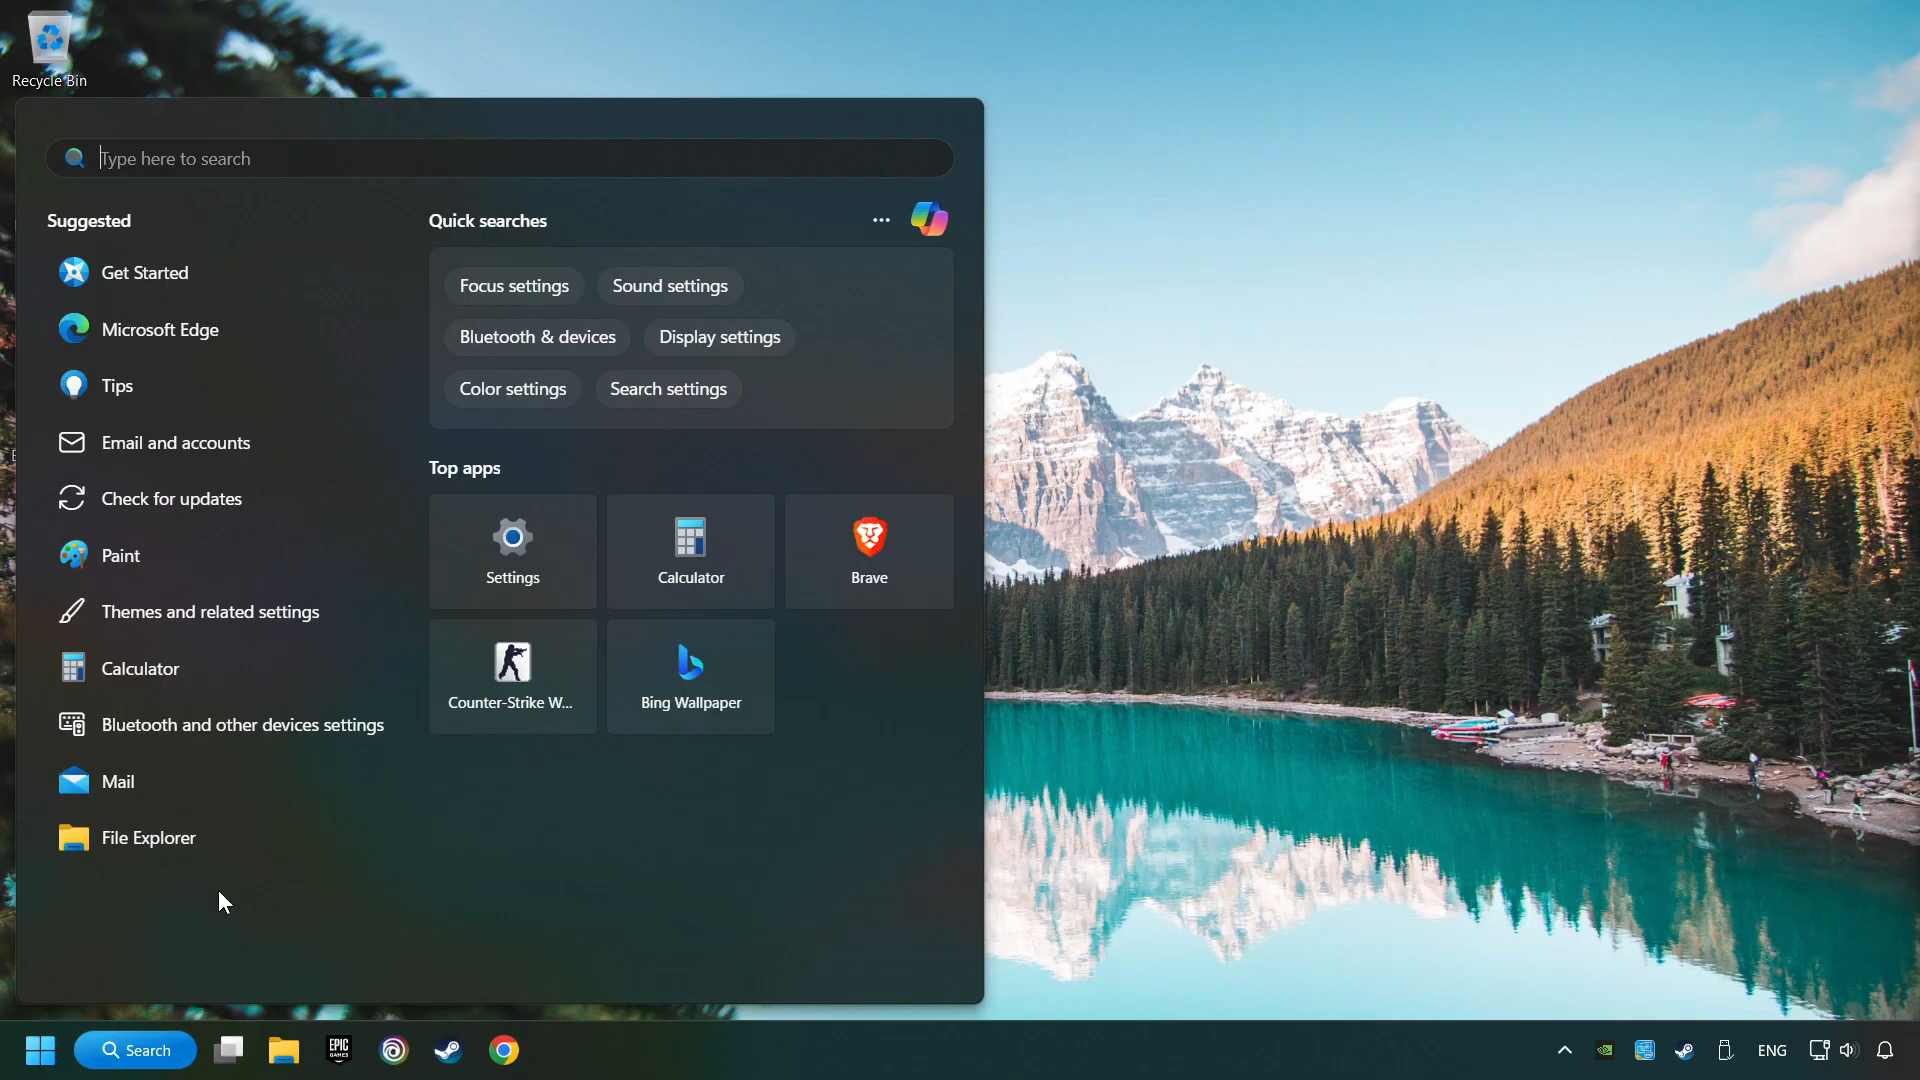 Recycle Bin
Type here to search
Suggested
Get Started
Microsoft Edge
Tips
Email and accounts
Check for updates
Paint
Themes and related settings
Calculator
Bluetooth and other devices settings
Mail
File Explorer
Quick searches
Focus settings
Sound settings
Bluetooth & devices
Display settings
Color settings
Search settings
Top apps
Settings
Calculator
Brave
Counter-Strike W...
Bing Wallpaper
Search
EPIC
GAMES
ENG